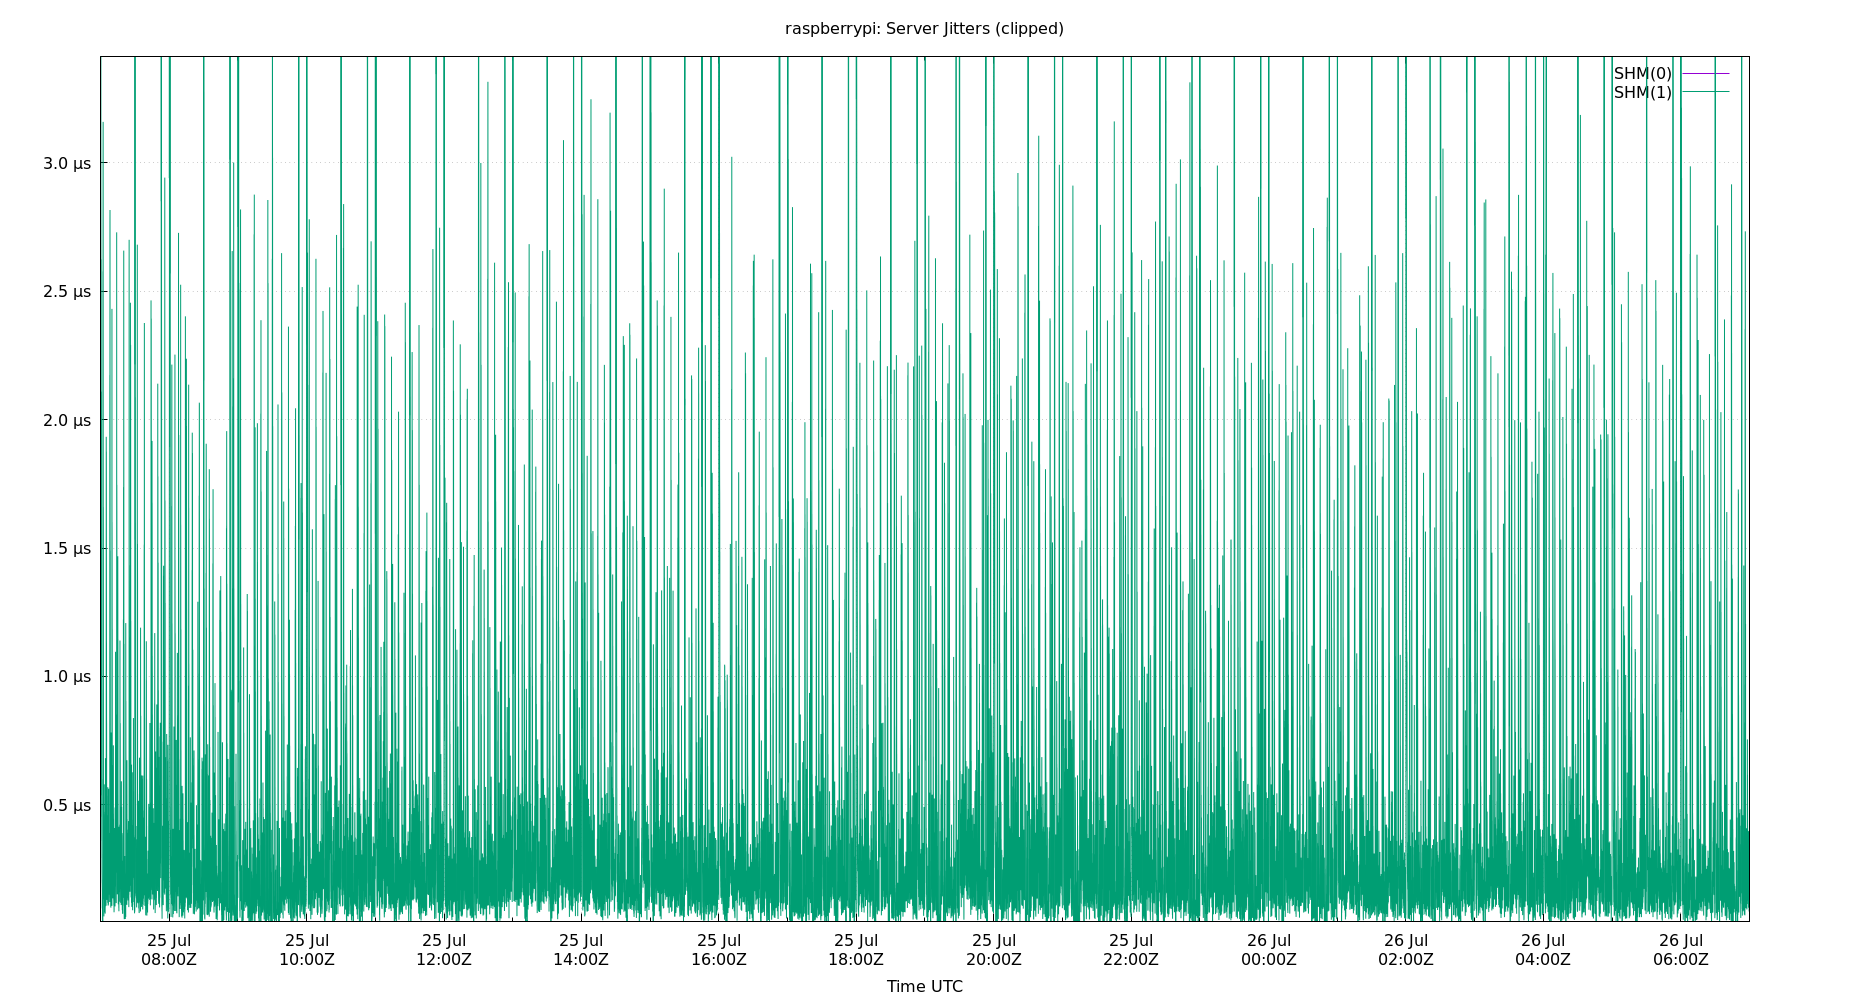 raspberrypi: Server Jitters (clipped)
SHM(0)
SHM(1)
3.0 µs
2.5 µs
2.0 µs
1.5 µs
1.0 µs
0.5 µs
25 Jul 25 Jul 25 Jul 25 Jul 25 Jul 25 Jul 25 Jul 25 Jul 26 Jul 26 Jul 26 Jul 26 Jul
08:00Z 10:00Z 12:00Z 14:00Z 16:00Z 18:00Z 20:00Z 22:00Z 00:00Z 02:00Z 04:00Z 06:00Z
Time UTC